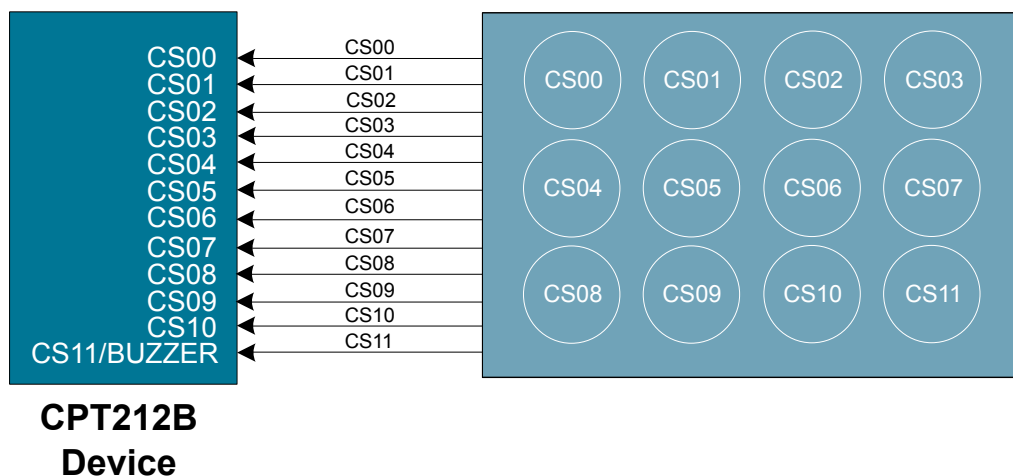 CS00
CS01
CS02
CS03
CS04
CS05
CS06
CS07
CS08
CS09
CS10
CS11/BUZZER
CPT212B
Device
CS00
CS01
CS02
CS03
CS04
CS05
CS06
CS07
CS08
CS09
CS10
CS11
CS00 CS01 CS02 CS03
CS04 CS05 CS06 CS07
CS08 CS09 CS10 CS11